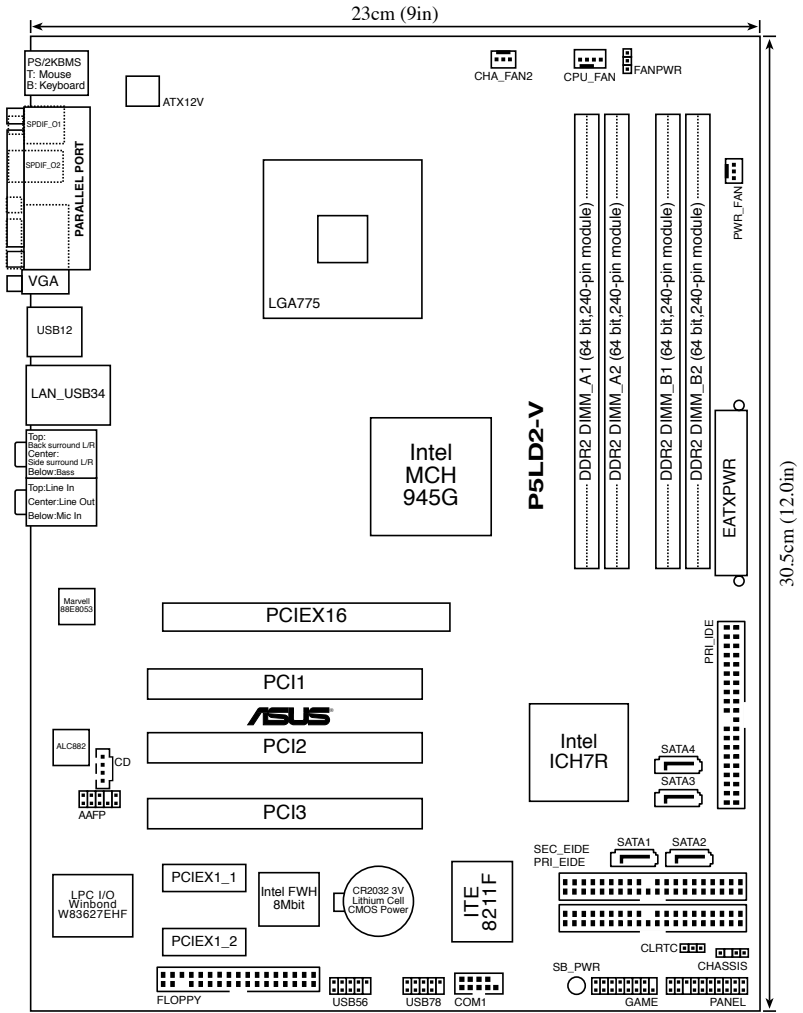 23cm (9in)
PS/2KBMS
T: Mouse
B: Keyboard
CHA_FAN2
CPU_FAN
FANPWR
ATX12V
SPDIF_O1
SPDIF_O2
PARALLEL PORT
PWR_FAN
DDR2 DIMM_A1 (64 bit,240-pin module)
DDR2 DIMM_A2 (64 bit,240-pin module)
DDR2 DIMM_B1 (64 bit,240-pin module)
DDR2 DIMM_B2 (64 bit,240-pin module)
VGA
LGA775
USB12
LAN_USB34
Top:
Back surround L/R
Center:
Side surround L/R
Below:Bass
Top:Line In
Center:Line Out
Below:Mic In
Intel
MCH
945G
P5LD2-V
EATXPWR
30.5cm (12.0in)
Marvell
88E8053
PCIEX16
PRI_IDE
PCI1
ASUS
PCI2
Intel
ICH7R
SATA4
SATA3
ALC882
CD
AAFP
PCI3
SATA1
SATA2
SEC_EIDE
PRI_EIDE
PCIEX1_1
LPC I/O
Winbond
W83627EHF
Intel FWH
8Mbit
CR2032 3V
Lithium Cell
CMOS Power
ITE
8211F
PCIEX1_2
CLRTC
CHASSIS
SB_PWR
FLOPPY
USB56
USB78
COM1
GAME
PANEL